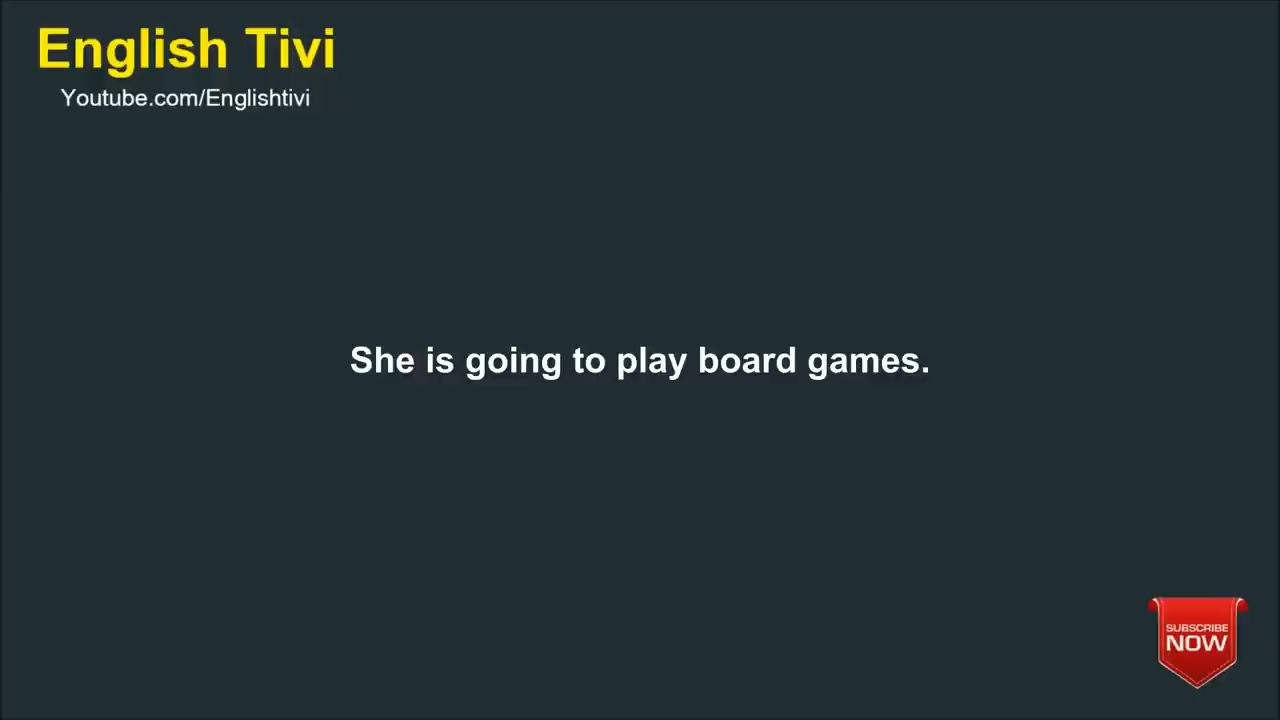 English Tivi
Youtube.com/Englishtivi
She is going to play board games.
SUBSCRIBE
NOW